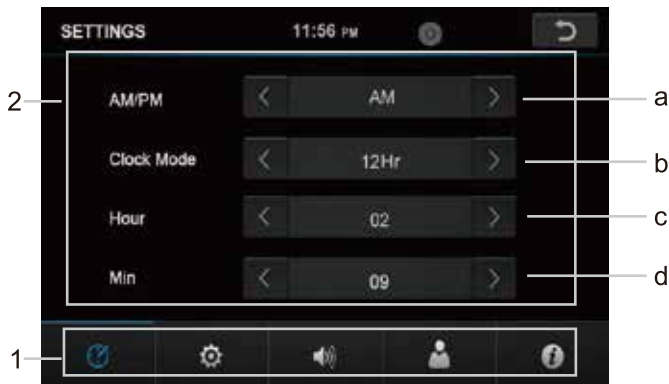 SETTINGS 11:56 PM
2
AM/PM AM a
Clock Mode 12Hr b
Hour 02 c
Min 09 d
1